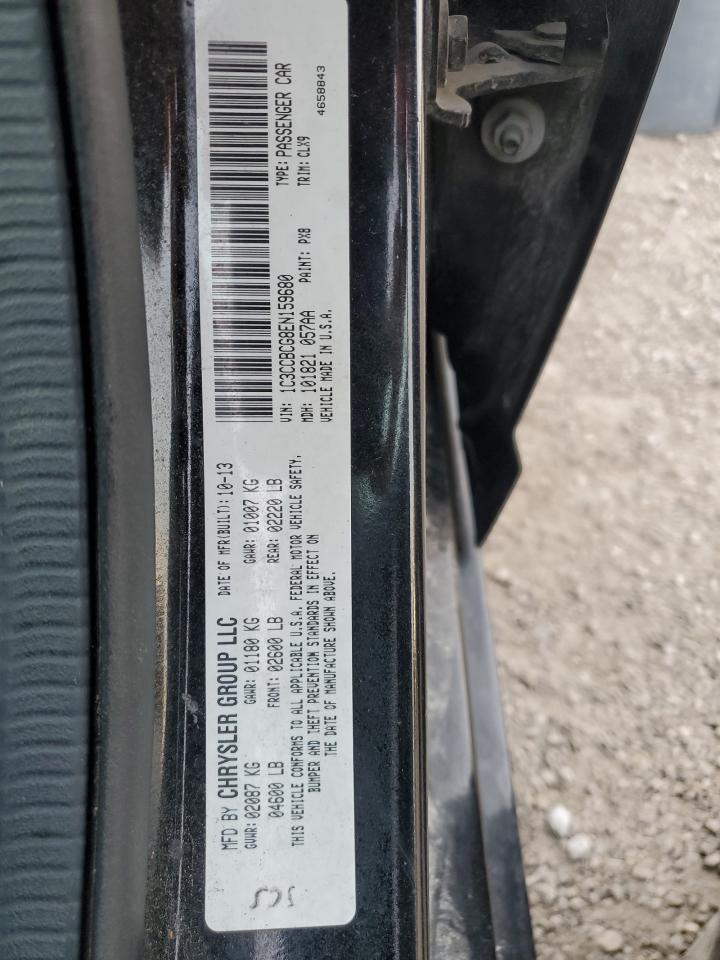 MFD BY CHRYSLER GROUP LLC DATE OF MFR(BUILT): 10-13
GVWR: 02087 KG GAWR: 01180 KG GAWR: 01007 KG
04600 LB FRONT: 02600 LB REAR: 02220 LB
THIS VEHICLE CONFORMS TO ALL APPLICABLE U.S.A. FEDERAL MOTOR VEHICLE SAFETY,
BUMPER AND THEFT PREVENTION STANDARDS IN EFFECT ON
THE DATE OF MANUFACTURE SHOWN ABOVE.
VIN: 1C3CCBCG8EN159680 TYPE: PASSENGER CAR
MDH: 101821 057AA PAINT: PX8 TRIM: CLX9
VEHICLE MADE IN U.S.A. 4658843